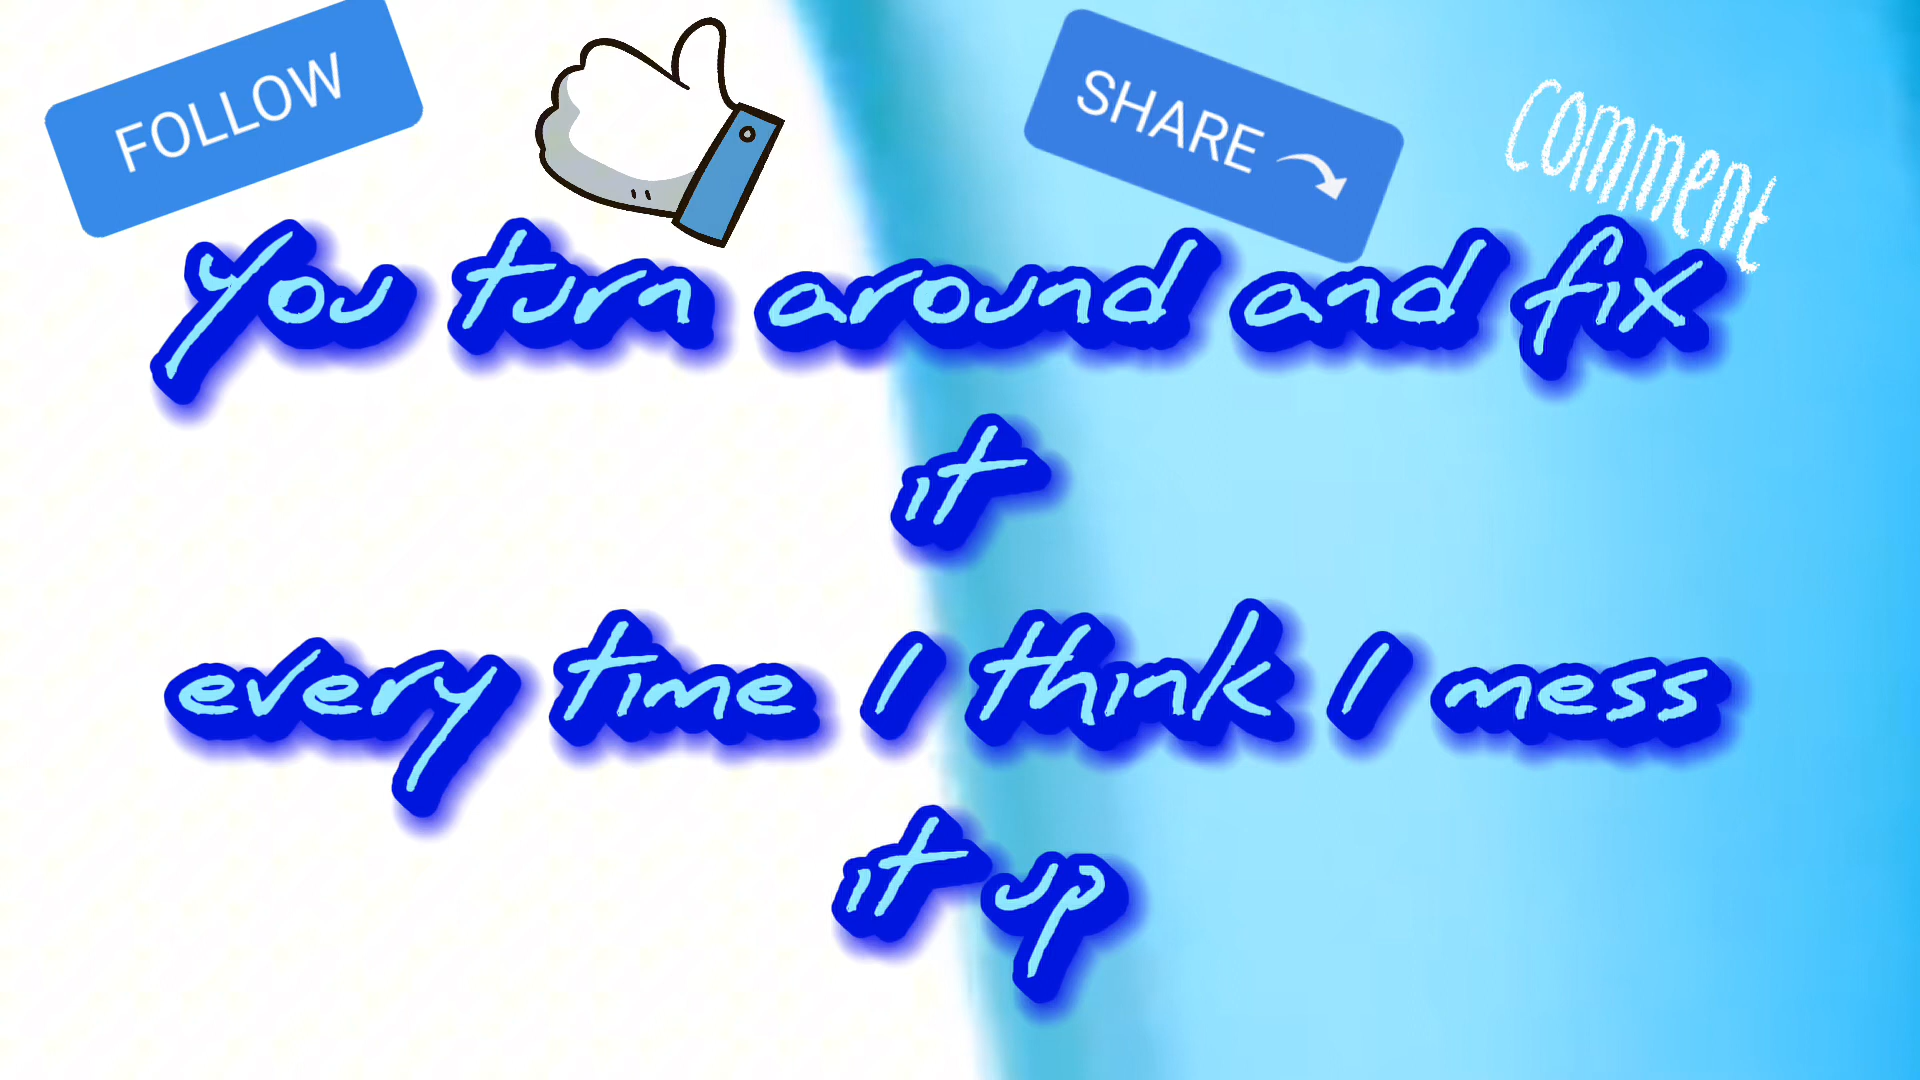 FOLLOW
SHARE
comment
You turn around and fix
it
every time I think I mess
it up